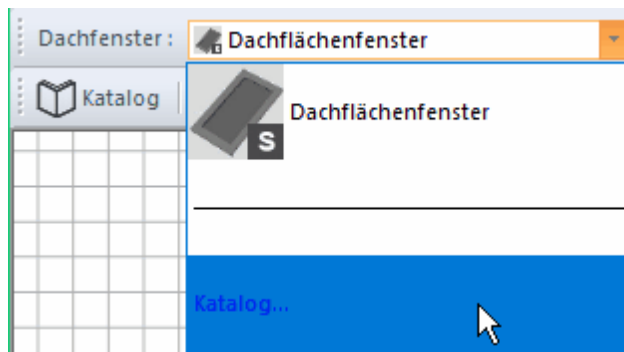 Dachfenster : Dachflächenfenster
Katalog
Dachflächenfenster
S
Katalog...